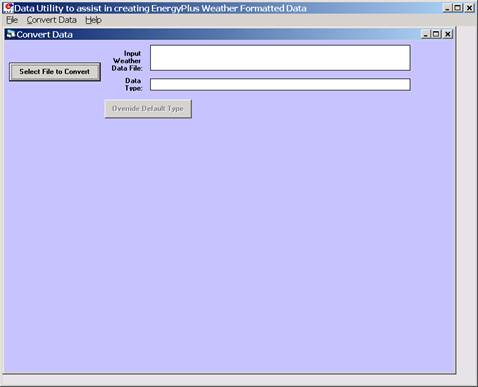 Data Utility to assist in creating EnergyPlus Weather Formatted Data
File Convert Data Help
Convert Data
Input
Weather
Data File:
Select File to Convert
Data
Type:
Override Default Type